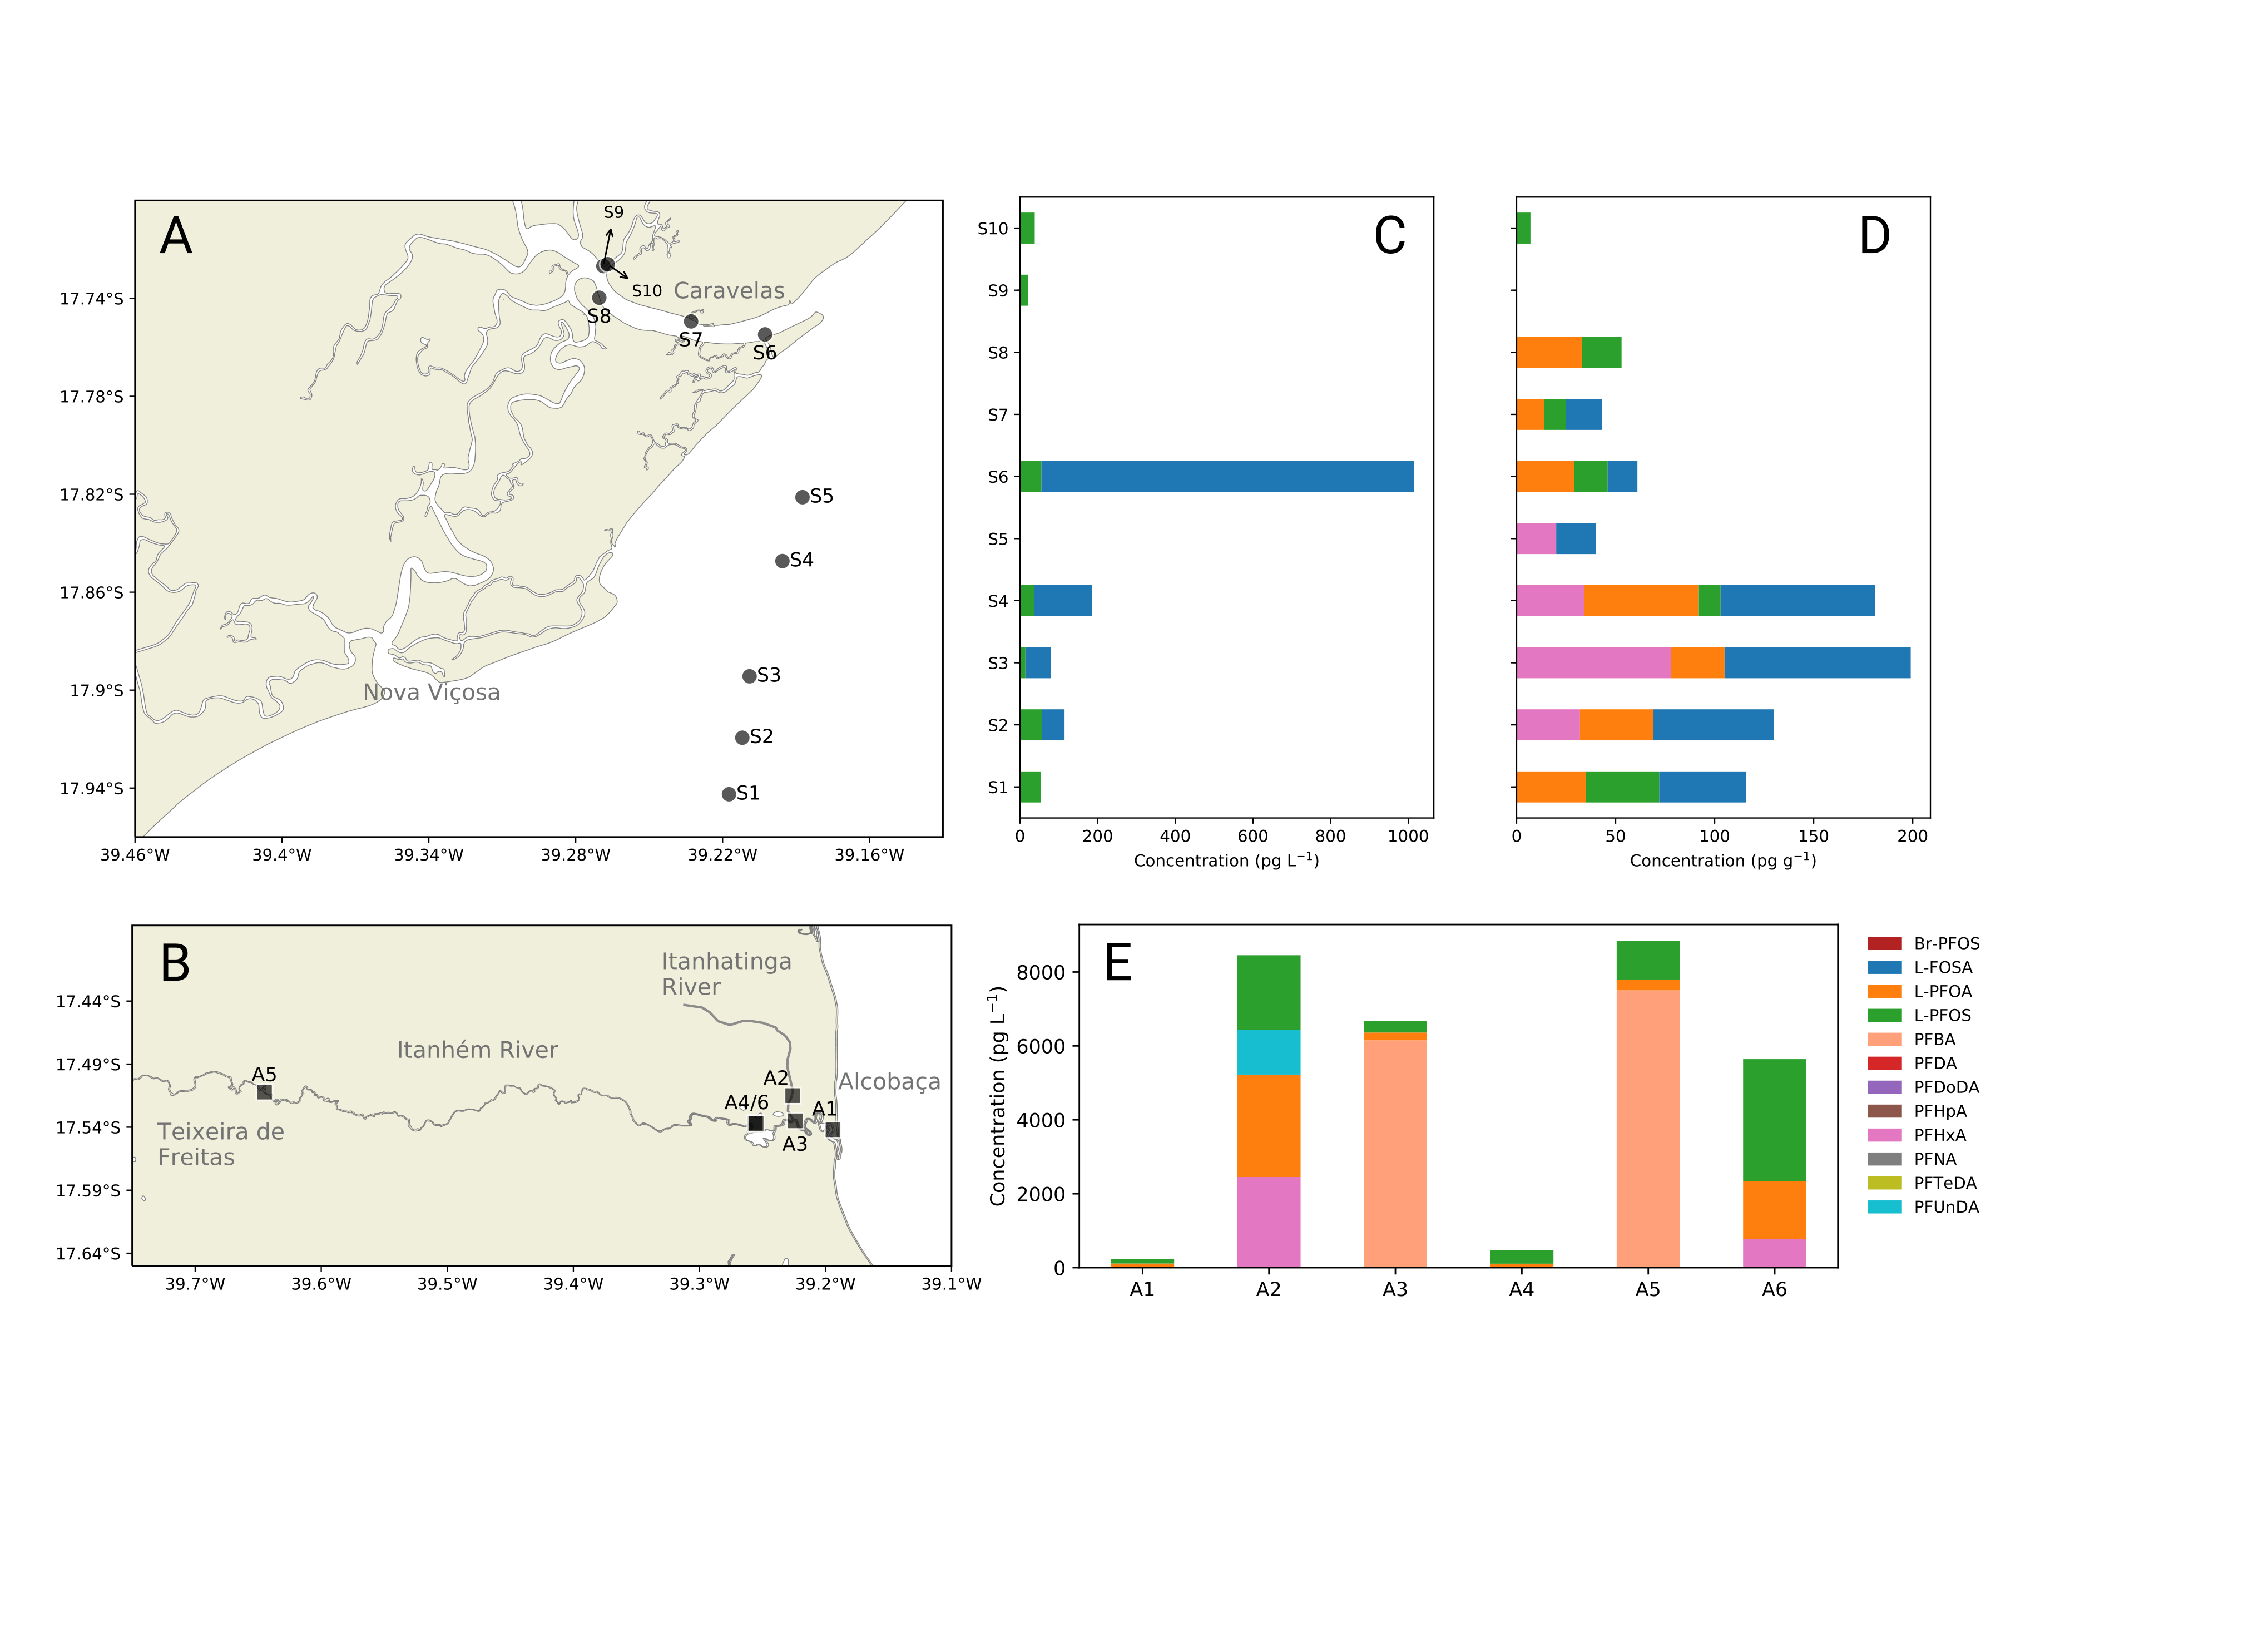 A
S9
S10
Caravelas
S8
S7
S6
S5
S4
S3
S2
S1
Nova Viçosa
17.74°S
17.78°S
17.82°S
17.86°S
17.9°S
17.94°S
39.46°W 39.4°W 39.34°W 39.28°W 39.22°W 39.16°W
C
S10
S9
S8
S7
S6
S5
S4
S3
S2
S1
0 200 400 600 800 1000
Concentration (pg L⁻¹)
D
0 50 100 150 200
Concentration (pg g⁻¹)
B
Itanhatinga
River
Itanhém River
A5
A2
Alcobaça
A4/6
A1
A3
Teixeira de
Freitas
17.44°S
17.49°S
17.54°S
17.59°S
17.64°S
39.7°W 39.6°W 39.5°W 39.4°W 39.3°W 39.2°W 39.1°W
E
Concentration (pg L⁻¹)
8000
6000
4000
2000
0
A1 A2 A3 A4 A5 A6
Br-PFOS
L-FOSA
L-PFOA
L-PFOS
PFBA
PFDA
PFDoDA
PFHpA
PFHxA
PFNA
PFTeDA
PFUnDA